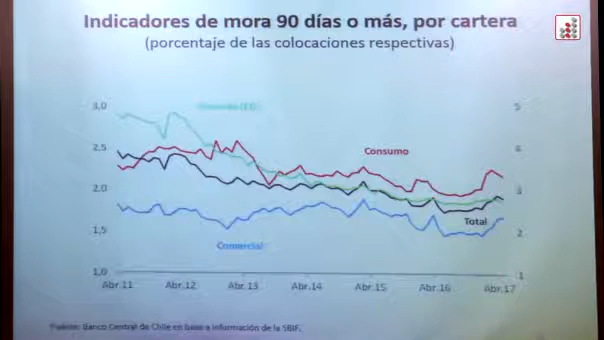 Indicadores de mora 90 días o más, por cartera
(porcentaje de las colocaciones respectivas)
3,0
2,5
2,0
1,5
1,0
5
4
3
2
1
Consumo
Total
Comercial
Abr.11 Abr.12 Abr.13 Abr.14 Abr.15 Abr.16 Abr.17
Fuente: Banco Central de Chile en base a información de la SBIF.